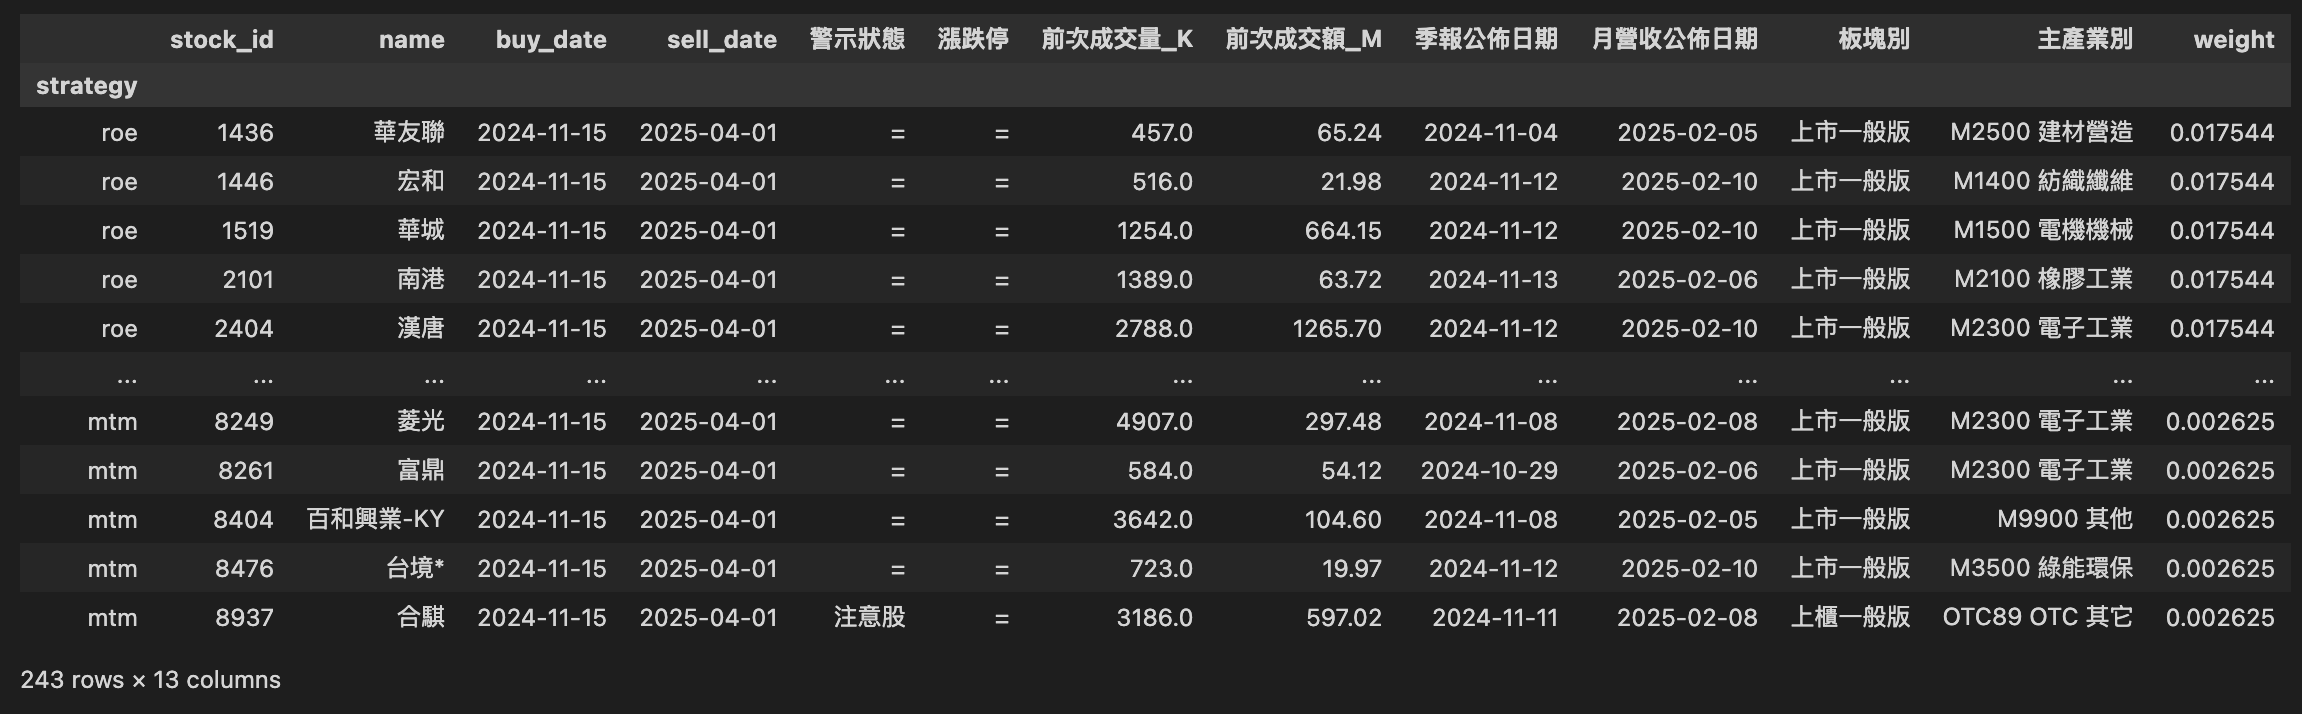 stock_id name buy_date sell_date 警示狀態 漲跌停 前次成交量_K 前次成交額_M 季報公佈日期 月營收公佈日期 板塊別 主產業別 weight
strategy
roe 1436 華友聯 2024-11-15 2025-04-01 = = 457.0 65.24 2024-11-04 2025-02-05 上市一般版 M2500 建材營造 0.017544
roe 1446 宏和 2024-11-15 2025-04-01 = = 516.0 21.98 2024-11-12 2025-02-10 上市一般版 M1400 紡織纖維 0.017544
roe 1519 華城 2024-11-15 2025-04-01 = = 1254.0 664.15 2024-11-12 2025-02-10 上市一般版 M1500 電機機械 0.017544
roe 2101 南港 2024-11-15 2025-04-01 = = 1389.0 63.72 2024-11-13 2025-02-06 上市一般版 M2100 橡膠工業 0.017544
roe 2404 漢唐 2024-11-15 2025-04-01 = = 2788.0 1265.70 2024-11-12 2025-02-10 上市一般版 M2300 電子工業 0.017544
... ... ... ... ... ... ... ... ... ... ... ... ... ...
mtm 8249 菱光 2024-11-15 2025-04-01 = = 4907.0 297.48 2024-11-08 2025-02-08 上市一般版 M2300 電子工業 0.002625
mtm 8261 富鼎 2024-11-15 2025-04-01 = = 584.0 54.12 2024-10-29 2025-02-06 上市一般版 M2300 電子工業 0.002625
mtm 8404 百和興業-KY 2024-11-15 2025-04-01 = = 3642.0 104.60 2024-11-08 2025-02-05 上市一般版 M9900 其他 0.002625
mtm 8476 台境* 2024-11-15 2025-04-01 = = 723.0 19.97 2024-11-12 2025-02-10 上市一般版 M3500 綠能環保 0.002625
mtm 8937 合騏 2024-11-15 2025-04-01 注意股 = 3186.0 597.02 2024-11-11 2025-02-08 上櫃一般版 OTC89 OTC 其它 0.002625
243 rows × 13 columns